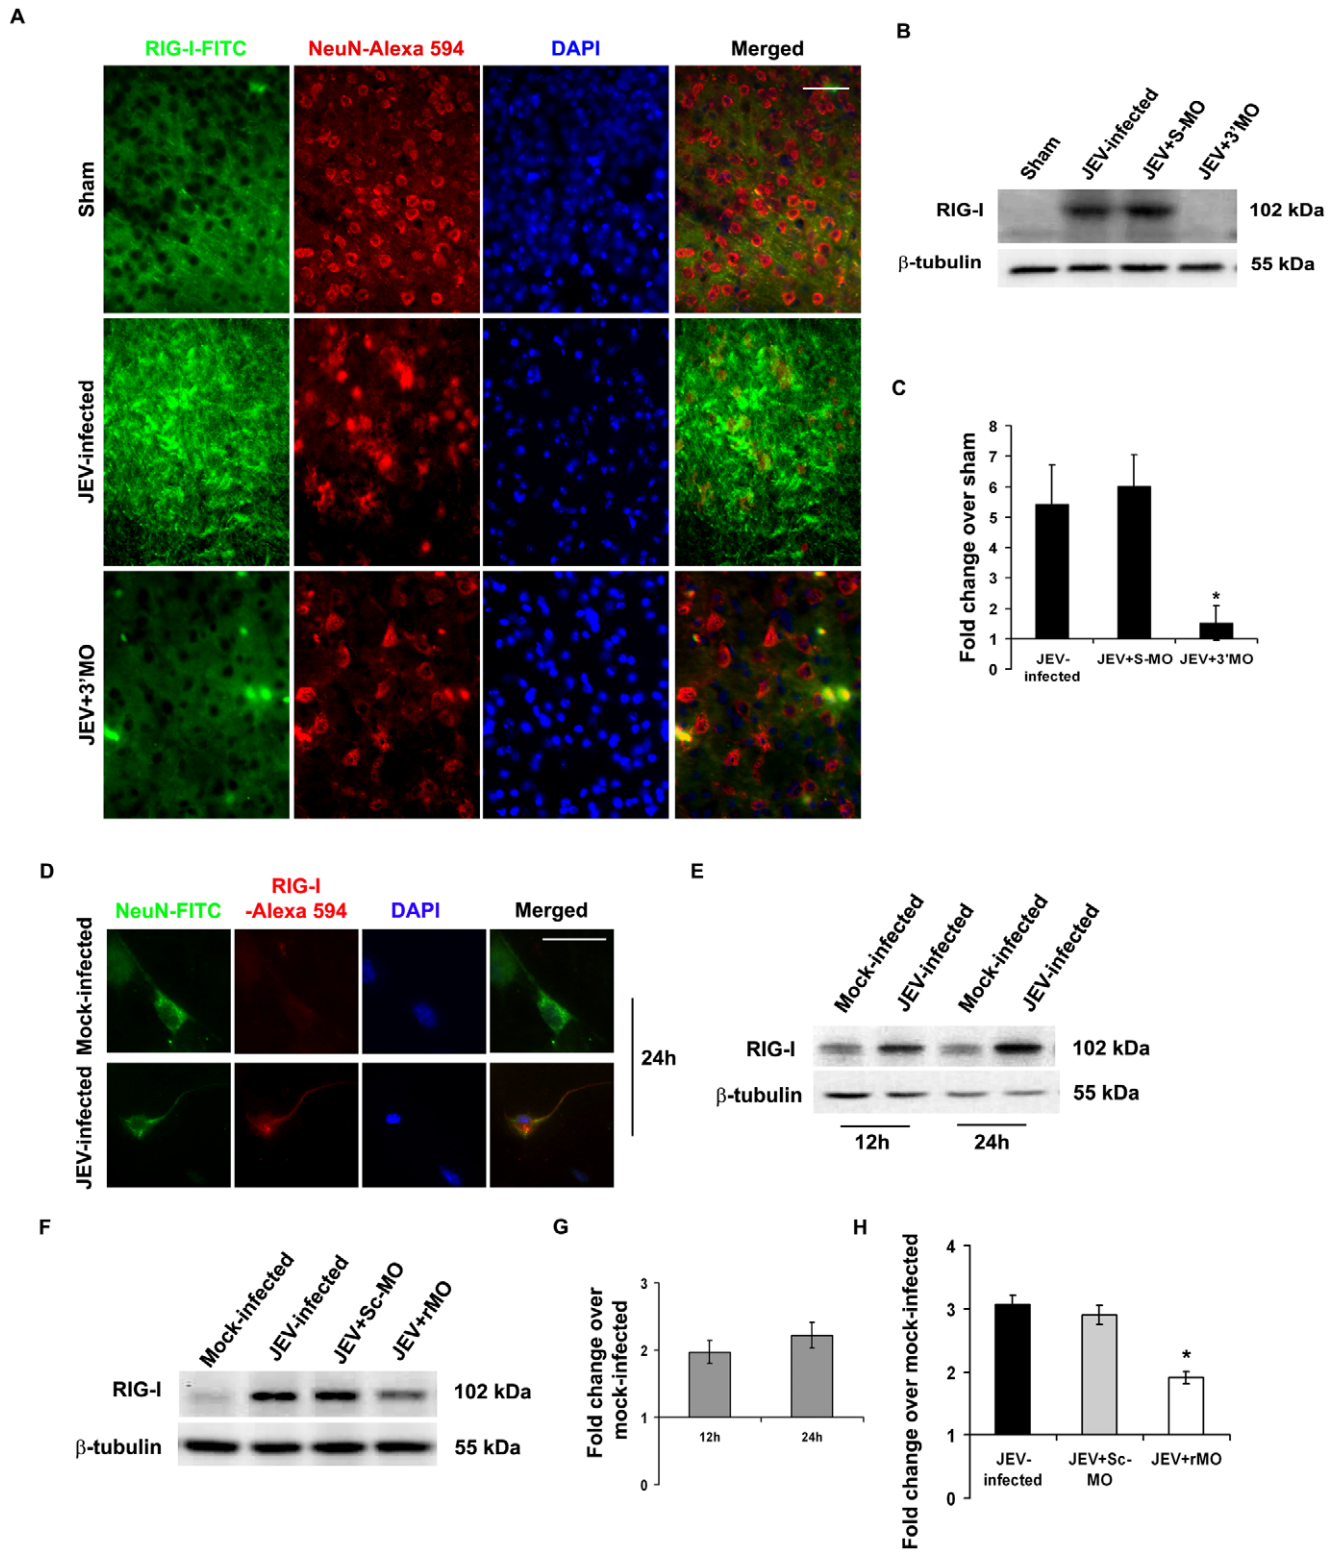 A
RIG-I-FITC
NeuN-Alexa 594
DAPI
Merged
Sham
JEV-infected
JEV+3'MO
B
Sham
JEV-infected
JEV+S-MO
JEV+3'MO
RIG-I
102 kDa
β-tubulin
55 kDa
C
Fold change over sham
8
7
6
5
4
3
2
1
0
*
JEV-
infected
JEV+S-MO
JEV+3'MO
D
NeuN-FITC
RIG-I
-Alexa 594
DAPI
Merged
Mock-infected
JEV-infected
24h
E
Mock-infected
JEV-infected
Mock-infected
JEV-infected
RIG-I
102 kDa
β-tubulin
55 kDa
12h
24h
F
Mock-infected
JEV-infected
JEV+Sc-MO
JEV+rMO
RIG-I
102 kDa
β-tubulin
55 kDa
G
Fold change over
mock-infected
3
2
1
0
12h
24h
H
Fold change over mock-infected
4
3
2
1
0
*
JEV-
infected
JEV+Sc-
MO
JEV+rMO